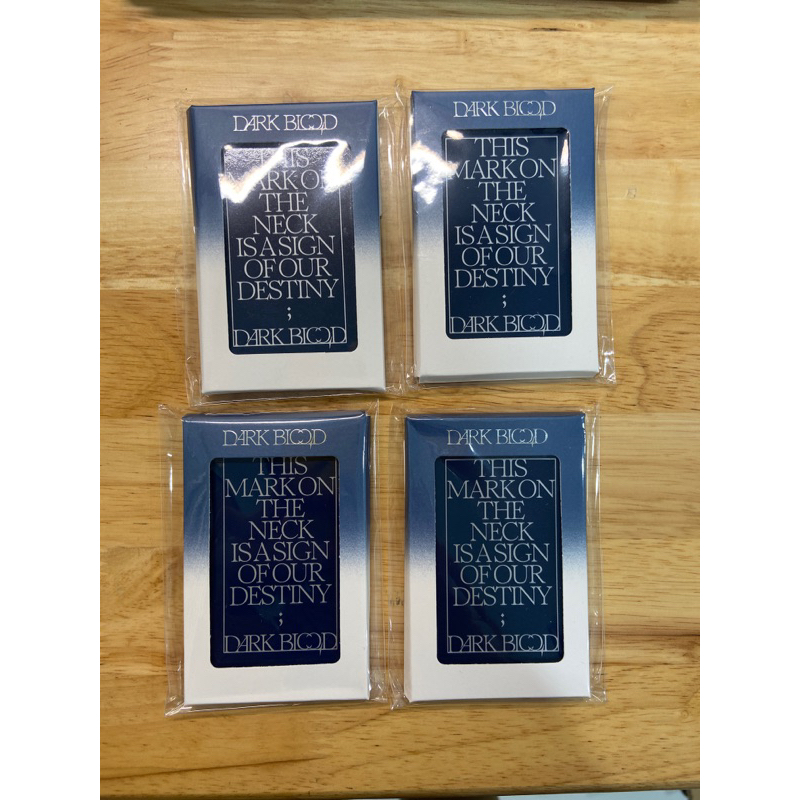 DARK BLOOD
THIS
MARK ON
THE
NECK
IS A SIGN
OF OUR
DESTINY
;
DARK BLOOD
DARK BLOOD
THIS
MARK ON
THE
NECK
IS A SIGN
OF OUR
DESTINY
;
DARK BLOOD
DARK BLOOD
THIS
MARK ON
THE
NECK
IS A SIGN
OF OUR
DESTINY
;
DARK BLOOD
DARK BLOOD
THIS
MARK ON
THE
NECK
IS A SIGN
OF OUR
DESTINY
;
DARK BLOOD